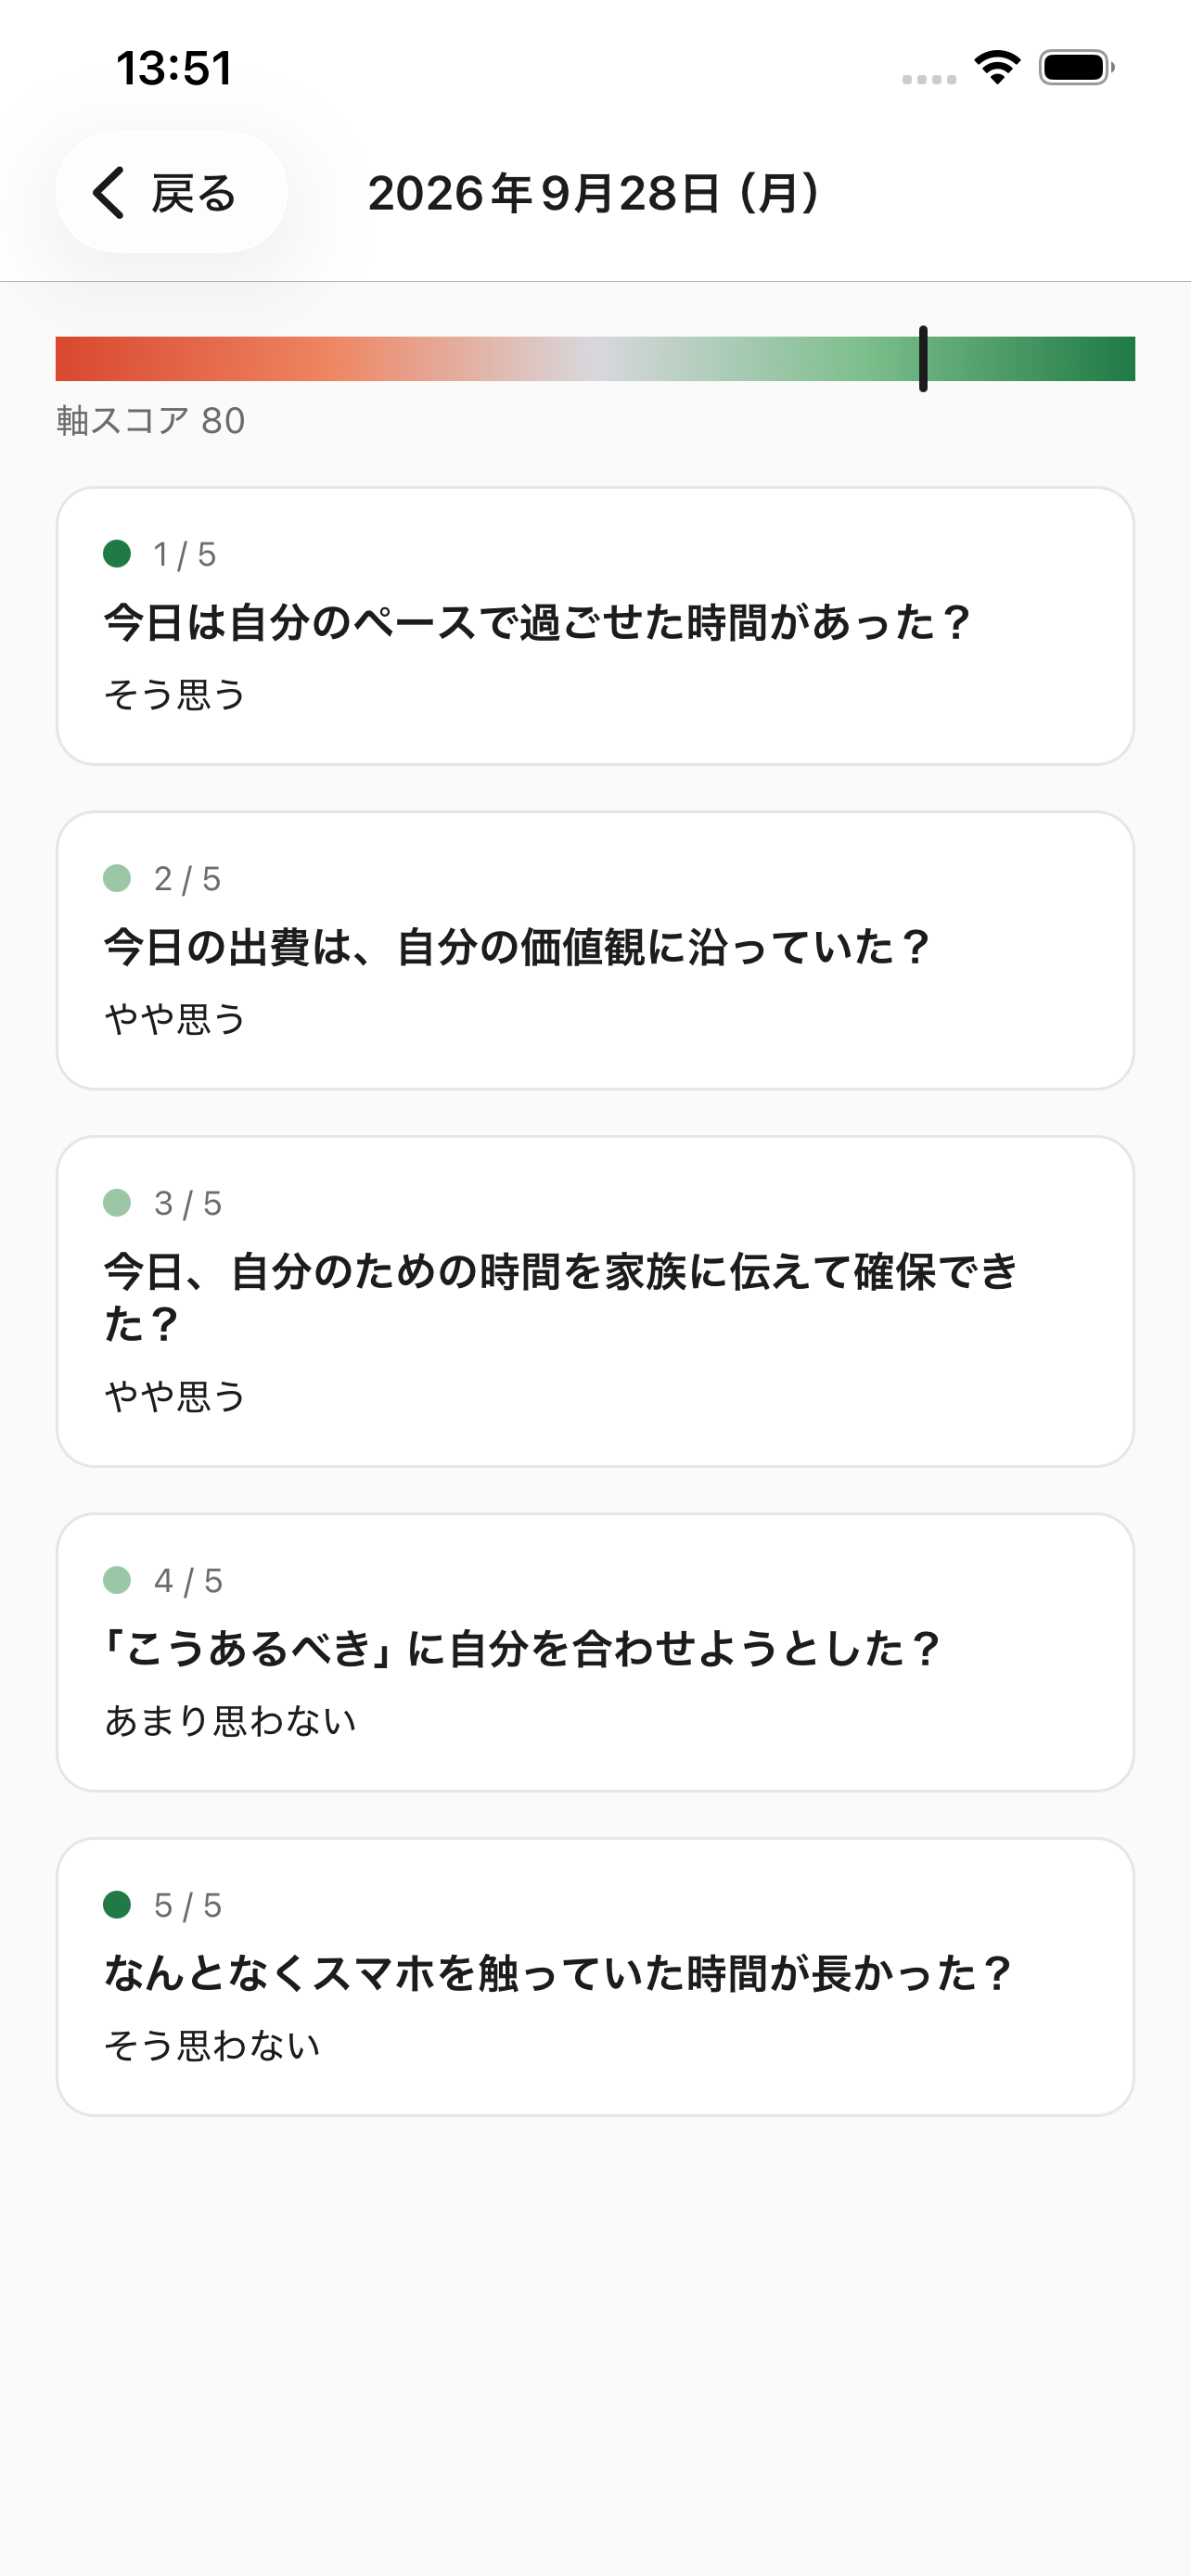 13:51
戻る
2026年9月28日（月）
軸スコア 80
1 / 5
今日は自分のペースで過ごせた時間があった？
そう思う
2 / 5
今日の出費は、自分の価値観に沿っていた？
やや思う
3 / 5
今日、自分のための時間を家族に伝えて確保でき
た？
やや思う
4 / 5
「こうあるべき」に自分を合わせようとした？
あまり思わない
5 / 5
なんとなくスマホを触っていた時間が長かった？
そう思わない